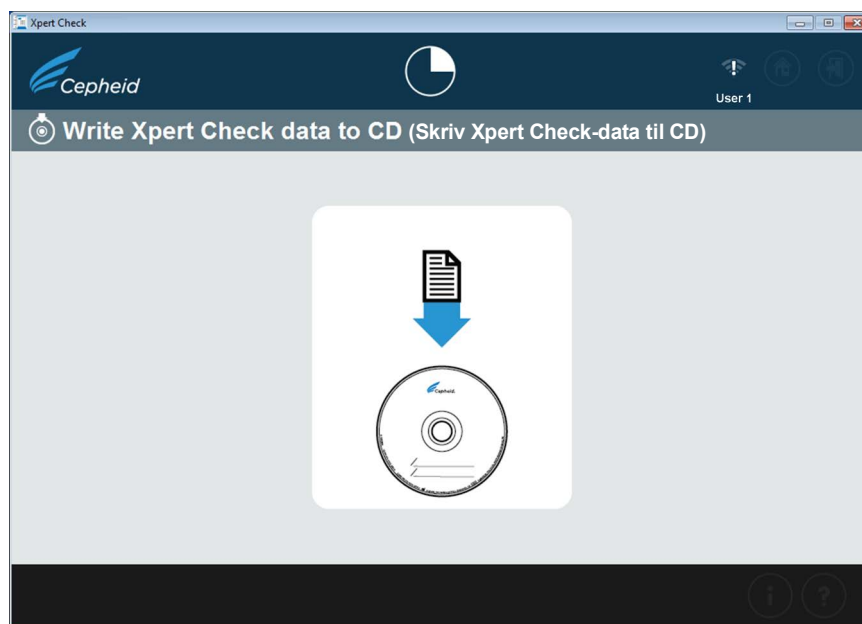 Xpert Check
Cepheid
User 1
Write Xpert Check data to CD (Skriv Xpert Check-data til CD)
Cepheid